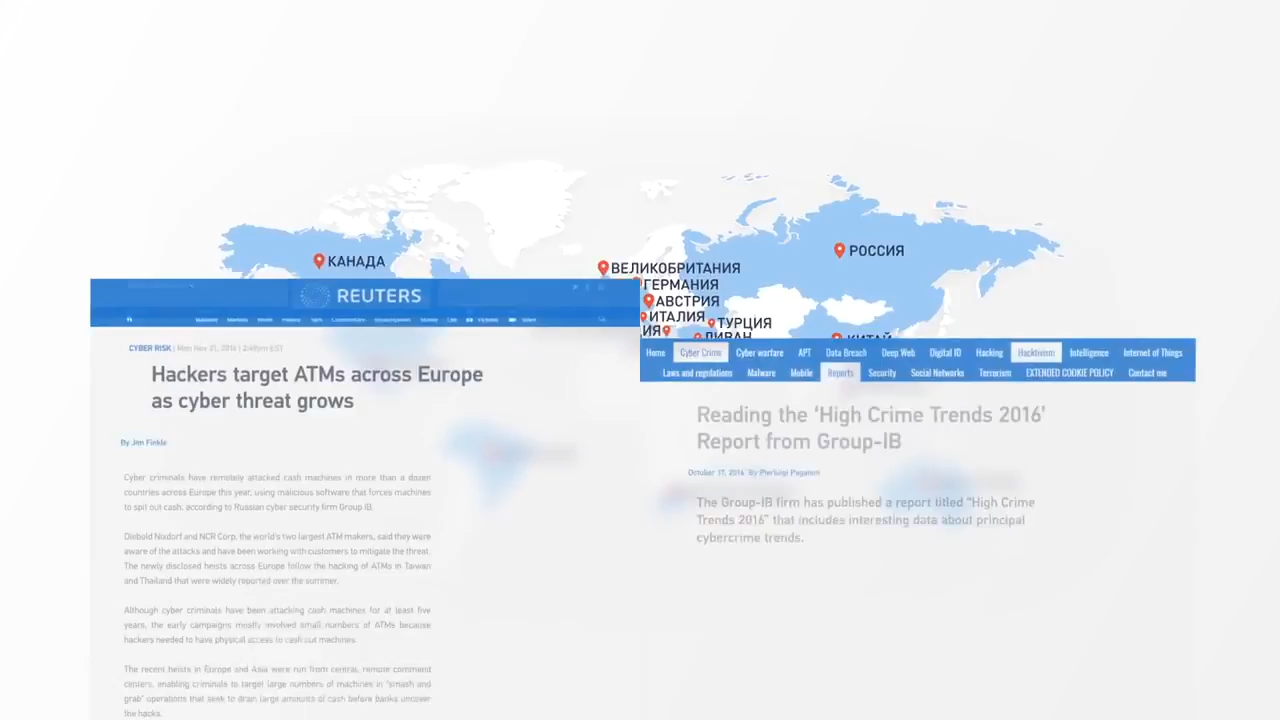 КАНАДА
РОССИЯ
ВЕЛИКОБРИТАНИЯ
ГЕРМАНИЯ
АВСТРИЯ
ИТАЛИЯ
ИЯ
ТУРЦИЯ
ЛИВАН
КИТАЙ
REUTERS
CYBER RISK | Mon Nov 21, 2016 | 2:49pm EST
Hackers target ATMs across Europe
as cyber threat grows
By Jim Finkle
Cyber criminals have remotely attacked cash machines in more than a dozen
countries across Europe this year, using malicious software that forces machines
to spit out cash, according to Russian cyber security firm Group IB.
Diebold Nixdorf and NCR Corp, the world's two largest ATM makers, said they were
aware of the attacks and have been working with customers to mitigate the threat.
The newly disclosed heists across Europe follow the hacking of ATMs in Taiwan
and Thailand that were widely reported over the summer.
Although cyber criminals have been attacking cash machines for at least five
years, the early campaigns mostly involved small numbers of ATMs because
hackers needed to have physical access to cash out machines.
The recent heists in Europe and Asia were run from central, remote command
centers, enabling criminals to target large numbers of machines in "smash and
grab" operations that seek to drain large amounts of cash before banks uncover
the hacks.
Home Cyber Crime Cyber warfare APT Data Breach Deep Web Digital ID Hacking Hacktivism Intelligence Internet of Things
Laws and regulations Malware Mobile Reports Security Social Networks Terrorism EXTENDED COOKIE POLICY Contact me
Reading the ‘High Crime Trends 2016’
Report from Group-IB
October 17, 2016 By Pierluigi Paganini
The Group-IB firm has published a report titled “High Crime
Trends 2016” that includes interesting data about principal
cybercrime trends.